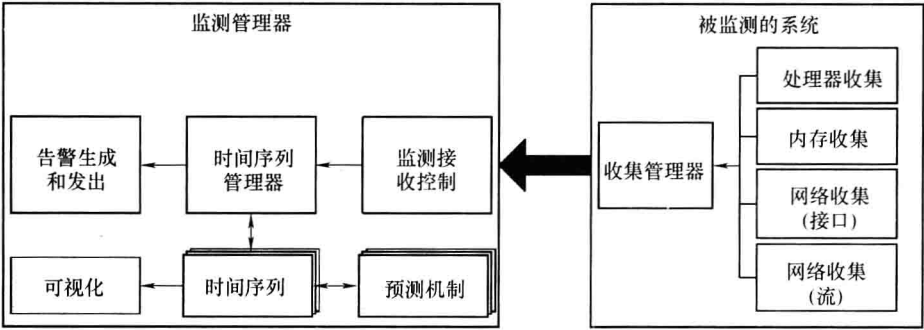 监测管理器
告警生成
和发出
时间序列
管理器
监测接
收控制
可视化
时间序列
预测机制
被监测的系统
收集管理器
处理器收集
内存收集
网络收集
(接口)
网络收集
(流)